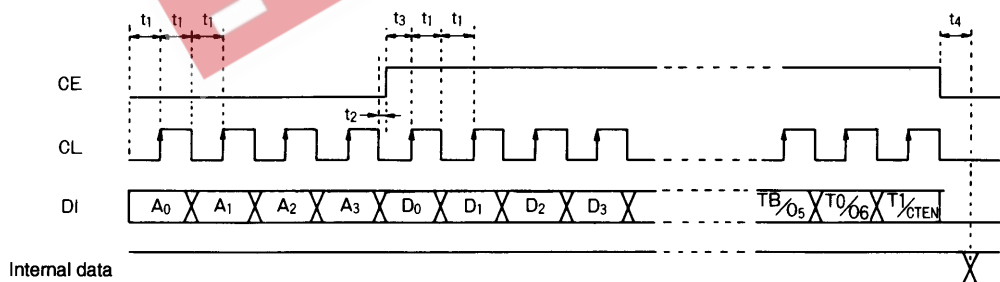 t1 t1 t1 t3 t1 t1 t4
CE
t2
CL
DI A0 A1 A2 A3 D0 D1 D2 D3 TB/O5 T0/O6 T1/CTEN
Internal data